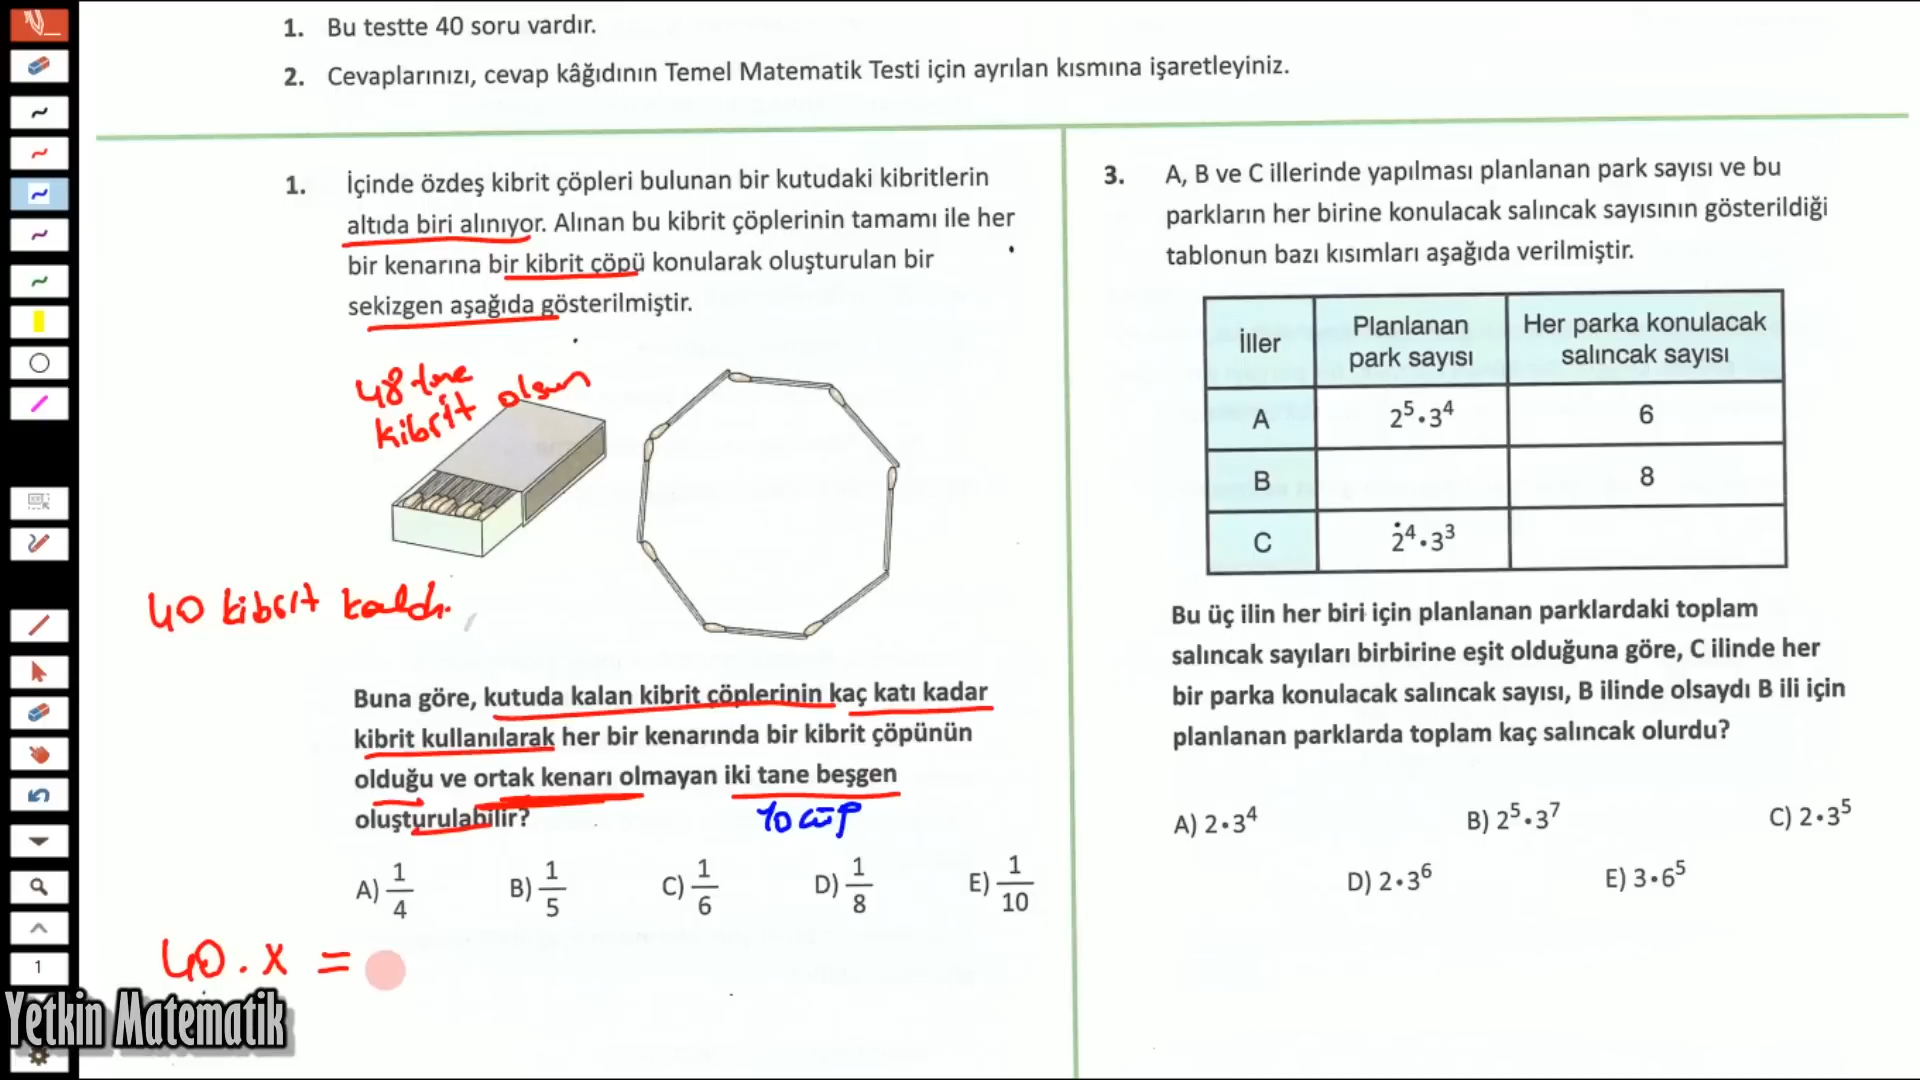 1. Bu testte 40 soru vardır.
2. Cevaplarınızı, cevap kâğıdının Temel Matematik Testi için ayrılan kısmına işaretleyiniz.
1. İçinde özdeş kibrit çöpleri bulunan bir kutudaki kibritlerin
altıda biri alınıyor. Alınan bu kibrit çöplerinin tamamı ile her
bir kenarına bir kibrit çöpü konularak oluşturulan bir
sekizgen aşağıda gösterilmiştir.
48 tane
kibrit olsun
40 kibrit kaldı.
Buna göre, kutuda kalan kibrit çöplerinin kaç katı kadar
kibrit kullanılarak her bir kenarında bir kibrit çöpünün
olduğu ve ortak kenarı olmayan iki tane beşgen
oluşturulabilir?
10 çöp
A) 1/4 B) 1/5 C) 1/6 D) 1/8 E) 1/10
40 . x =
3. A, B ve C illerinde yapılması planlanan park sayısı ve bu
parkların her birine konulacak salıncak sayısının gösterildiği
tablonun bazı kısımları aşağıda verilmiştir.
İller Planlanan park sayısı Her parka konulacak salıncak sayısı
A 2⁵·3⁴ 6
B 8
C 2⁴·3³
Bu üç ilin her biri için planlanan parklardaki toplam
salıncak sayıları birbirine eşit olduğuna göre, C ilinde her
bir parka konulacak salıncak sayısı, B ilinde olsaydı B ili için
planlanan parklarda toplam kaç salıncak olurdu?
A) 2·3⁴ B) 2⁵·3⁷ C) 2·3⁵
D) 2·3⁶ E) 3·6⁵
1
Yetkin Matematik